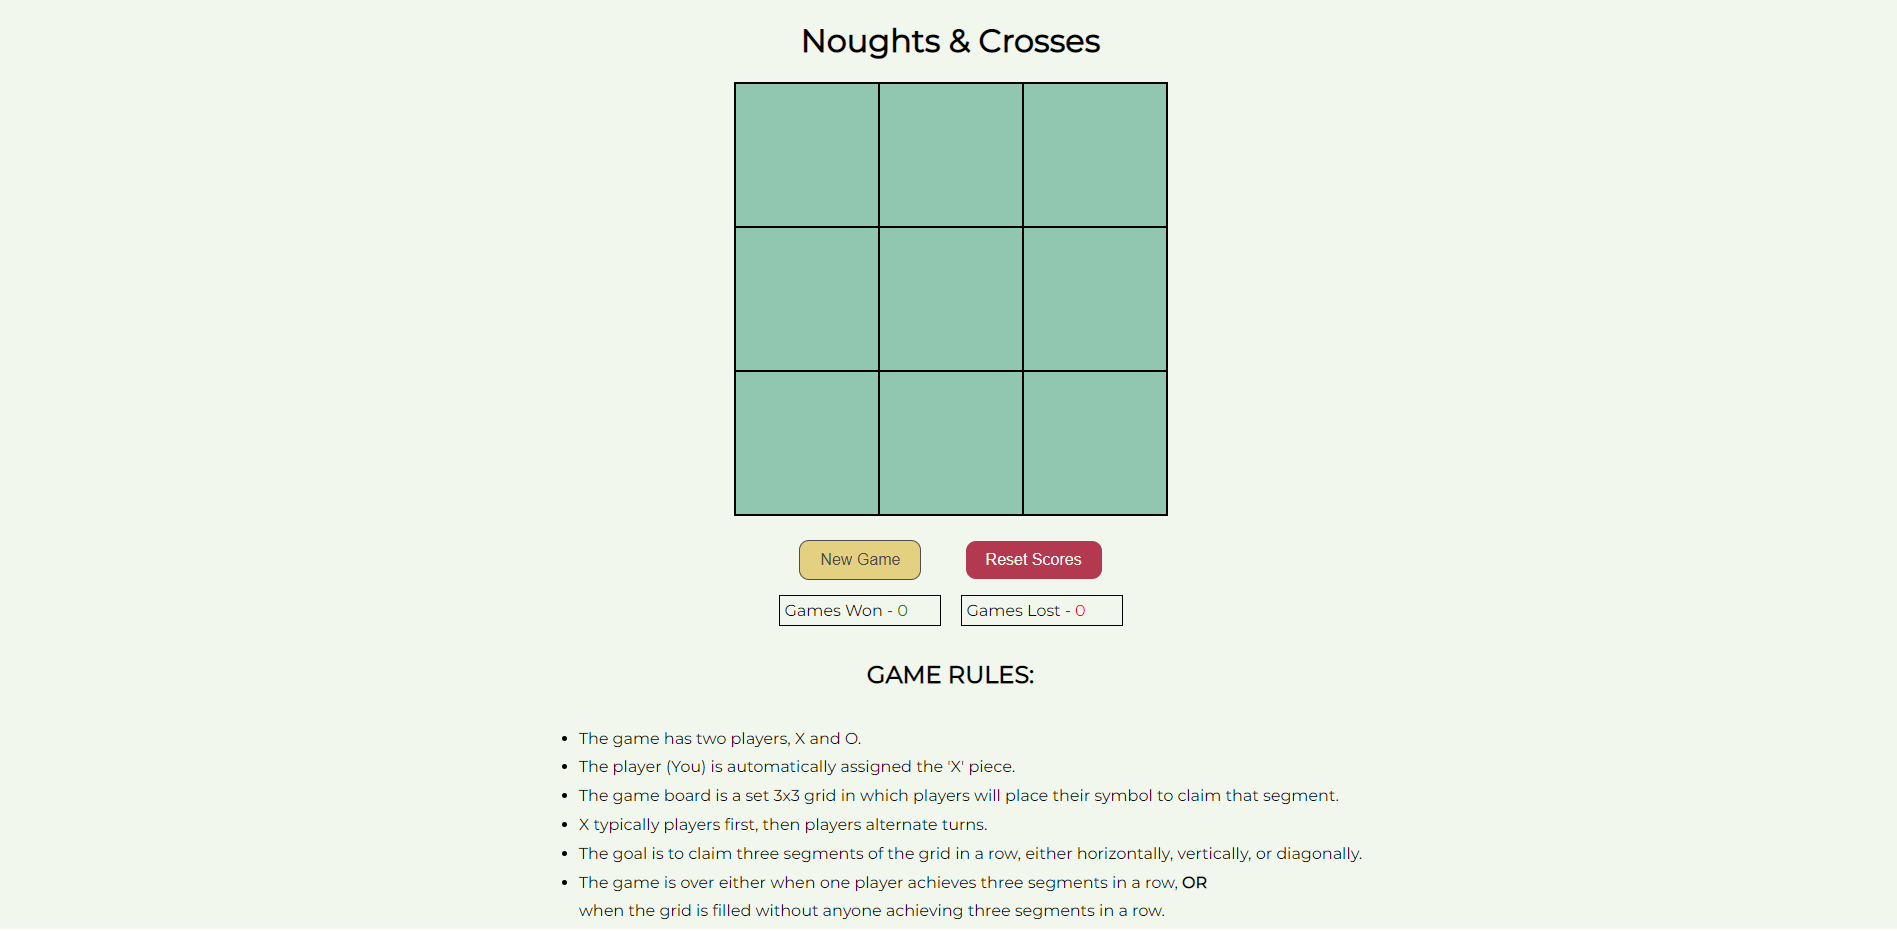 Noughts & Crosses
New Game
Reset Scores
Games Won - 0
Games Lost - 0
GAME RULES:
The game has two players, X and O.
The player (You) is automatically assigned the 'X' piece.
The game board is a set 3x3 grid in which players will place their symbol to claim that segment.
X typically players first, then players alternate turns.
The goal is to claim three segments of the grid in a row, either horizontally, vertically, or diagonally.
The game is over either when one player achieves three segments in a row, OR
when the grid is filled without anyone achieving three segments in a row.